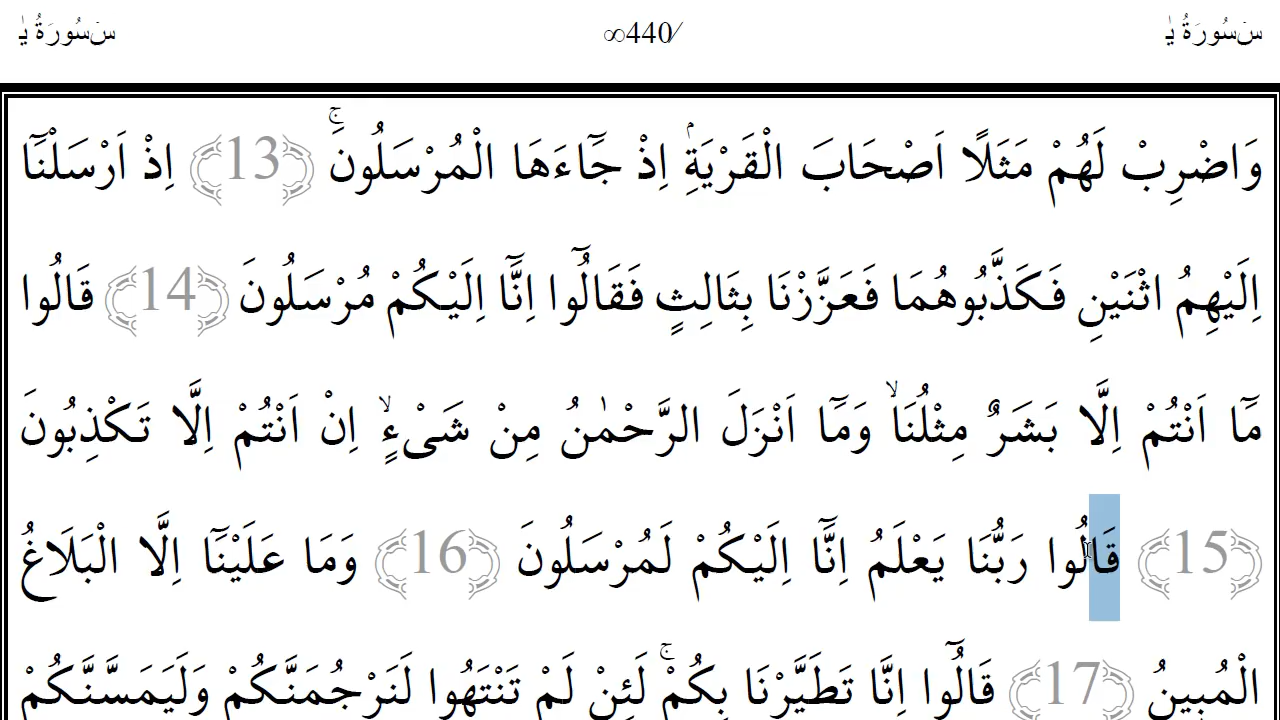 سٓ سُورَةُ يٰ ∞440⁄ سٓ سُورَةُ يٰ
وَاضْرِبْ لَهُمْ مَثَلًا اَصْحَابَ الْقَرْيَةِۢ اِذْ جَٓاءَهَا الْمُرْسَلُونَۚ ﴿13﴾ اِذْ اَرْسَلْنَٓا
اِلَيْهِمُ اثْنَيْنِ فَكَذَّبُوهُمَا فَعَزَّزْنَا بِثَالِثٍ فَقَالُٓوا اِنَّٓا اِلَيْكُمْ مُرْسَلُونَ ﴿14﴾ قَالُوا
مَٓا اَنْتُمْ اِلَّا بَشَرٌ مِثْلُنَاۙ وَمَٓا اَنْزَلَ الرَّحْمٰنُ مِنْ شَىْءٍۙ اِنْ اَنْتُمْ اِلَّا تَكْذِبُونَ
﴿15﴾ قَالُوا رَبُّنَا يَعْلَمُ اِنَّٓا اِلَيْكُمْ لَمُرْسَلُونَ ﴿16﴾ وَمَا عَلَيْنَٓا اِلَّا الْبَلَاغُ
الْمُبِينُ ﴿17﴾ قَالُٓوا اِنَّا تَطَيَّرْنَا بِكُمْۚ لَئِنْ لَمْ تَنْتَهُوا لَنَرْجُمَنَّكُمْ وَلَيَمَسَّنَّكُمْ